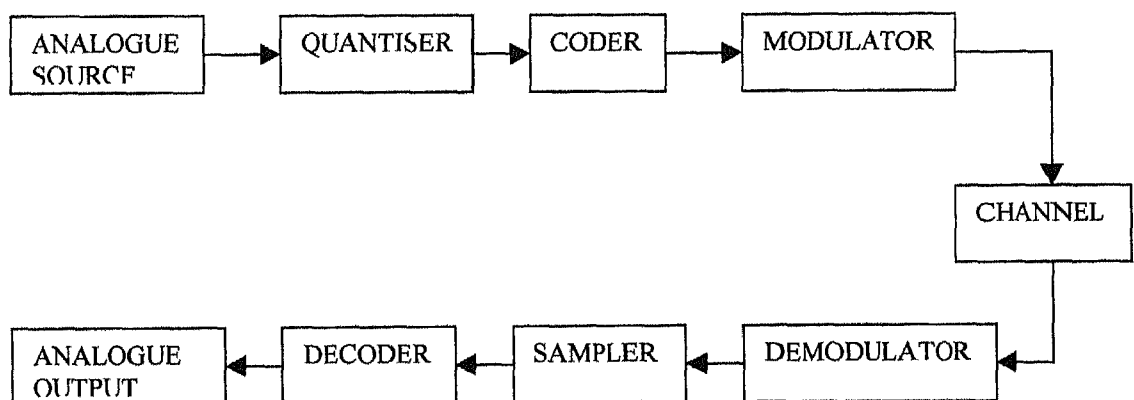 ANALOGUE
SOURCE
QUANTISER
CODER
MODULATOR
CHANNEL
ANALOGUE
OUTPUT
DECODER
SAMPLER
DEMODULATOR